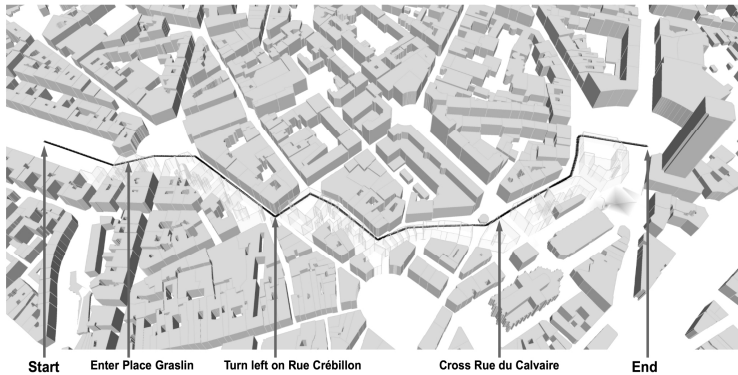 Start
Enter Place Graslin
Turn left on Rue Crébillon
Cross Rue du Calvaire
End